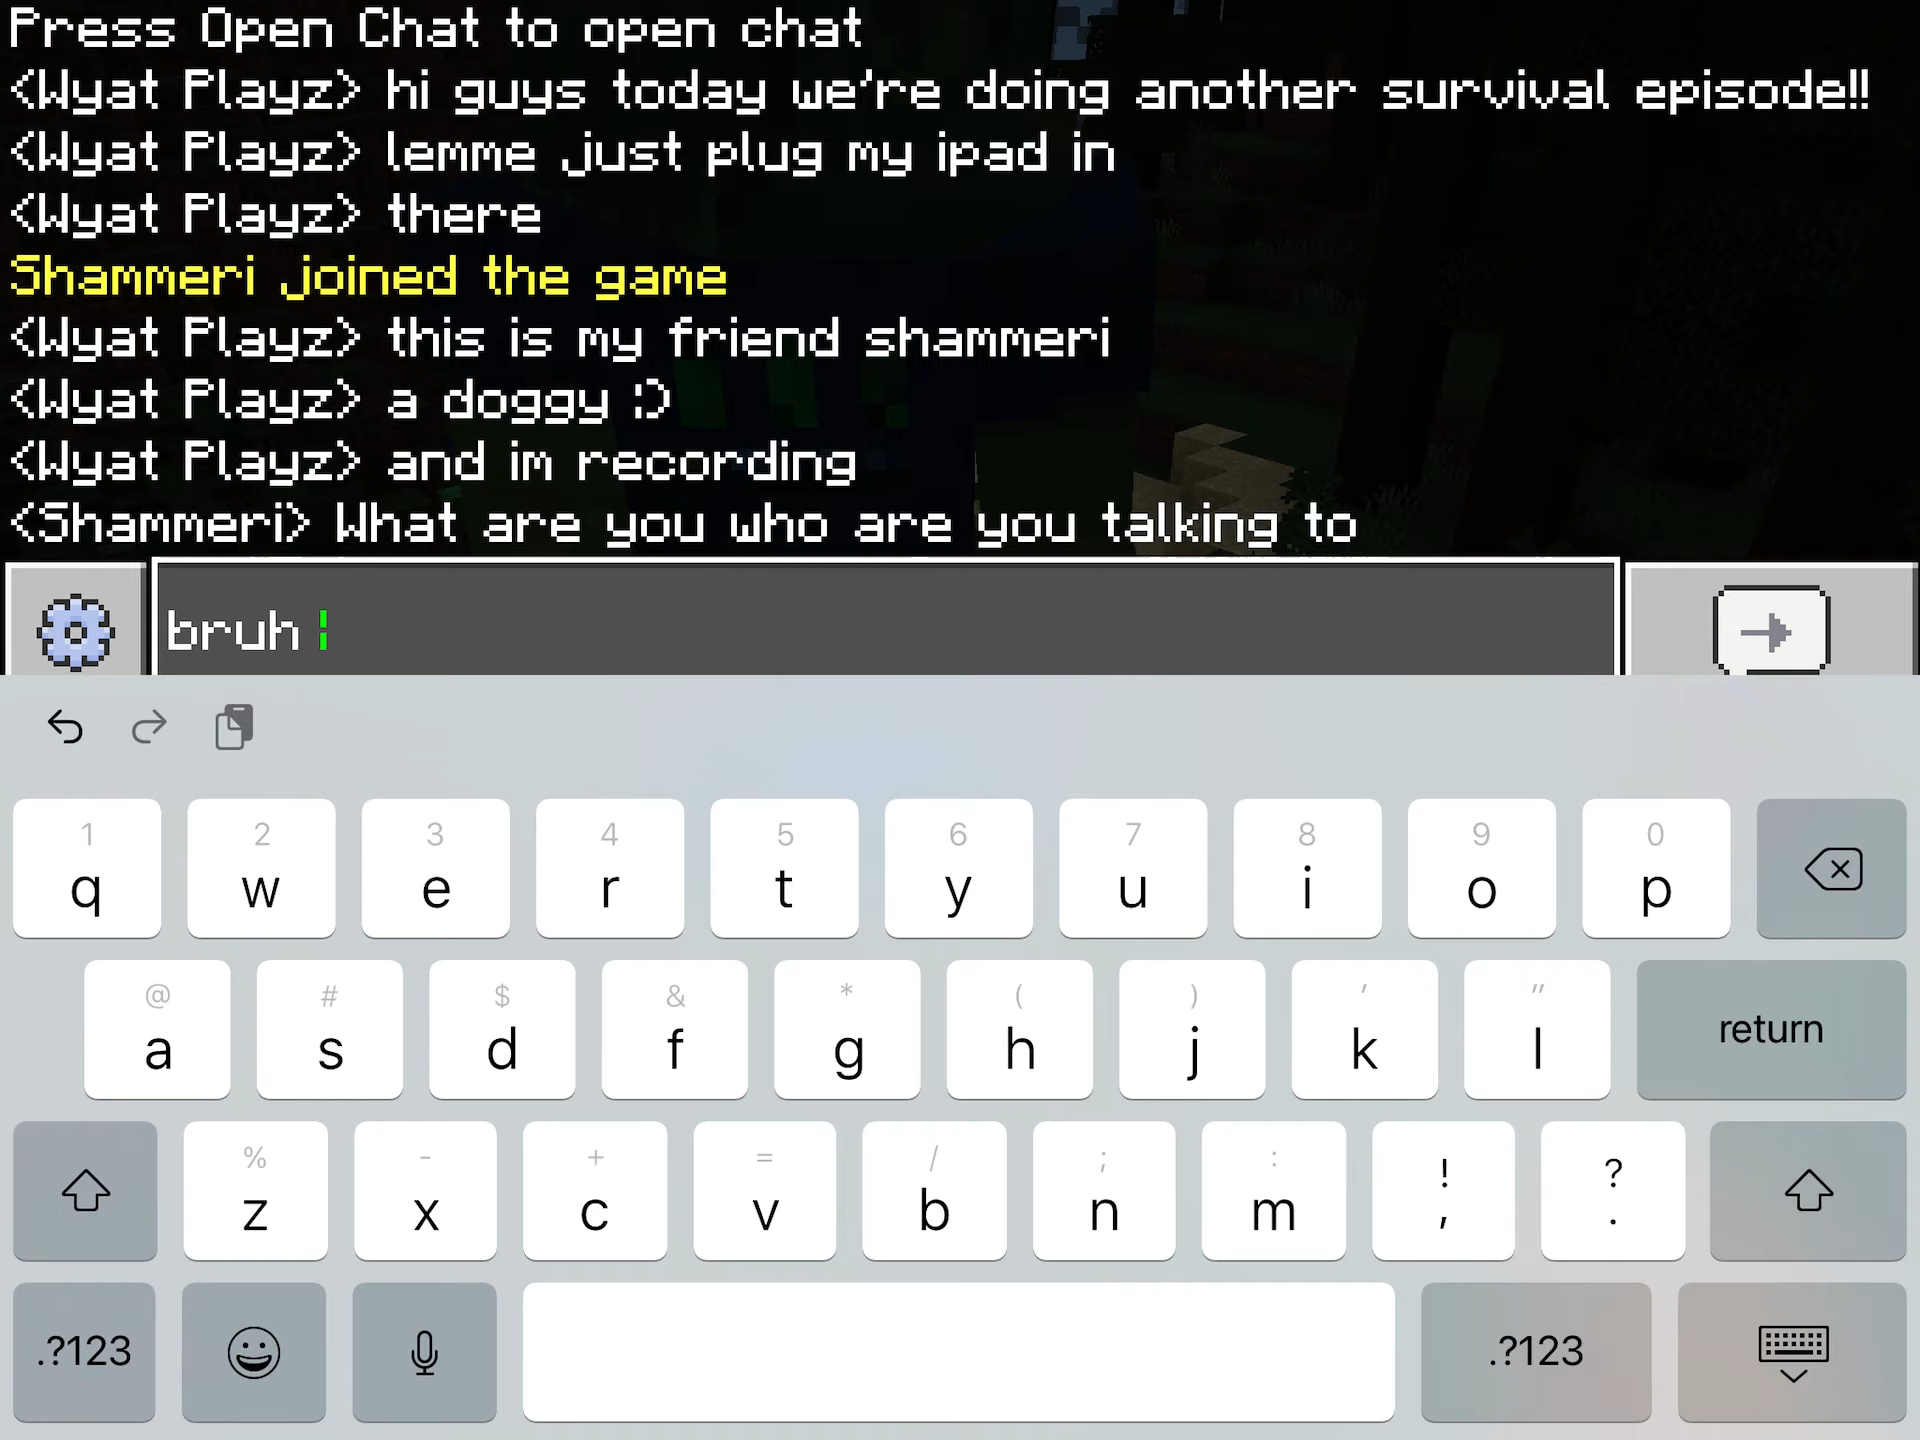 Press Open Chat to open chat
<Wyat Playz> hi guys today we're doing another survival episode!!
<Wyat Playz> lemme just plug my ipad in
<Wyat Playz> there
Shammeri joined the game
<Wyat Playz> this is my friend shammeri
<Wyat Playz> a doggy :)
<Wyat Playz> and im recording
<Shammeri> What are you who are you talking to
bruh
1 2 3 4 5 6 7 8 9 0
q w e r t y u i o p
@ # $ & * ( ) ' "
a s d f g h j k l return
% - + = / ; : ! ?
z x c v b n m , .
.?123 .?123